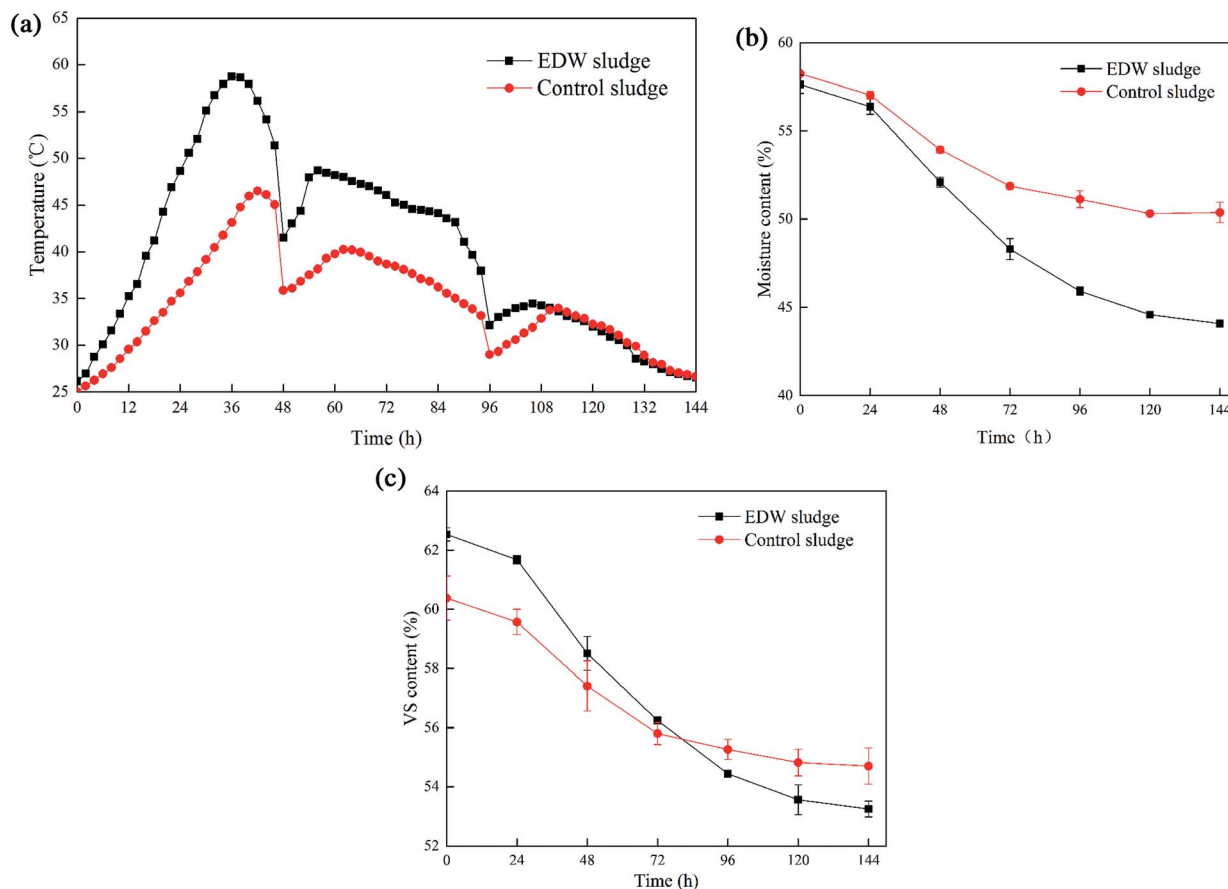 (a)
65
60
55
50
45
40
35
30
25
Temperature (℃)
EDW sludge
Control sludge
0 12 24 36 48 60 72 84 96 108 120 132 144
Time (h)
(b)
60
55
50
45
40
Moisture content (%)
EDW sludge
Control sludge
0 24 48 72 96 120 144
Time（h）
(c)
64
62
60
58
56
54
52
VS content (%)
EDW sludge
Control sludge
0 24 48 72 96 120 144
Time (h)